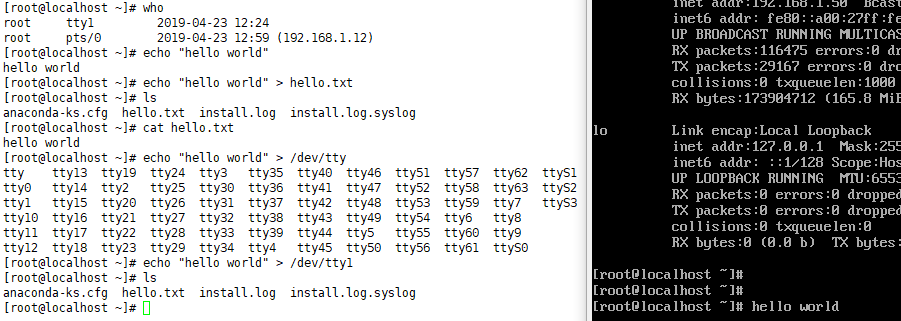 [root@localhost ~]# who
root     tty1         2019-04-23 12:24
root     pts/0        2019-04-23 12:59 (192.168.1.12)
[root@localhost ~]# echo "hello world"
hello world
[root@localhost ~]# echo "hello world" > hello.txt
[root@localhost ~]# ls
anaconda-ks.cfg  hello.txt  install.log  install.log.syslog
[root@localhost ~]# cat hello.txt
hello world
[root@localhost ~]# echo "hello world" > /dev/tty
tty    tty13  tty19  tty24  tty3   tty35  tty40  tty46  tty51  tty57  tty62  ttyS1
tty0   tty14  tty2   tty25  tty30  tty36  tty41  tty47  tty52  tty58  tty63  ttyS2
tty1   tty15  tty20  tty26  tty31  tty37  tty42  tty48  tty53  tty59  tty7   ttyS3
tty10  tty16  tty21  tty27  tty32  tty38  tty43  tty49  tty54  tty6   tty8
tty11  tty17  tty22  tty28  tty33  tty39  tty44  tty5   tty55  tty60  tty9
tty12  tty18  tty23  tty29  tty34  tty4   tty45  tty50  tty56  tty61  ttyS0
[root@localhost ~]# echo "hello world" > /dev/tty1
[root@localhost ~]# ls
anaconda-ks.cfg  hello.txt  install.log  install.log.syslog
[root@localhost ~]#
inet addr:192.168.1.50  Bcast
inet6 addr: fe80::a00:27ff:fe
UP BROADCAST RUNNING MULTICAS
RX packets:116475 errors:0 d
TX packets:29167 errors:0 dro
collisions:0 txqueuelen:1000
RX bytes:173904712 (165.8 MiB
lo        Link encap:Local Loopback
inet addr:127.0.0.1  Mask:255
inet6 addr: ::1/128 Scope:Hos
UP LOOPBACK RUNNING  MTU:6553
RX packets:0 errors:0 dropped
TX packets:0 errors:0 dropped
collisions:0 txqueuelen:0
RX bytes:0 (0.0 b)  TX bytes:
[root@localhost ~]#
[root@localhost ~]#
[root@localhost ~]# hello world